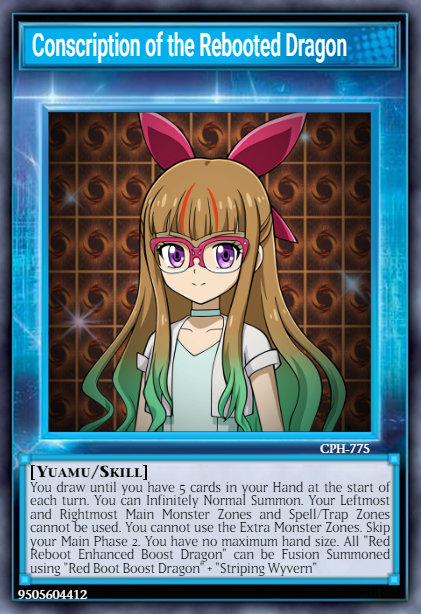 Conscription of the Rebooted Dragon
CPH-775
[Yuamu/Skill]
You draw until you have 5 cards in your Hand at the start of
each turn. You can Infinitely Normal Summon. Your Leftmost
and Rightmost Main Monster Zones and Spell/Trap Zones
cannot be used. You cannot use the Extra Monster Zones. Skip
your Main Phase 2. You have no maximum hand size. All "Red
Reboot Enhanced Boost Dragon" can be Fusion Summoned
using "Red Boot Boost Dragon" + "Striping Wyvern"
9505604412